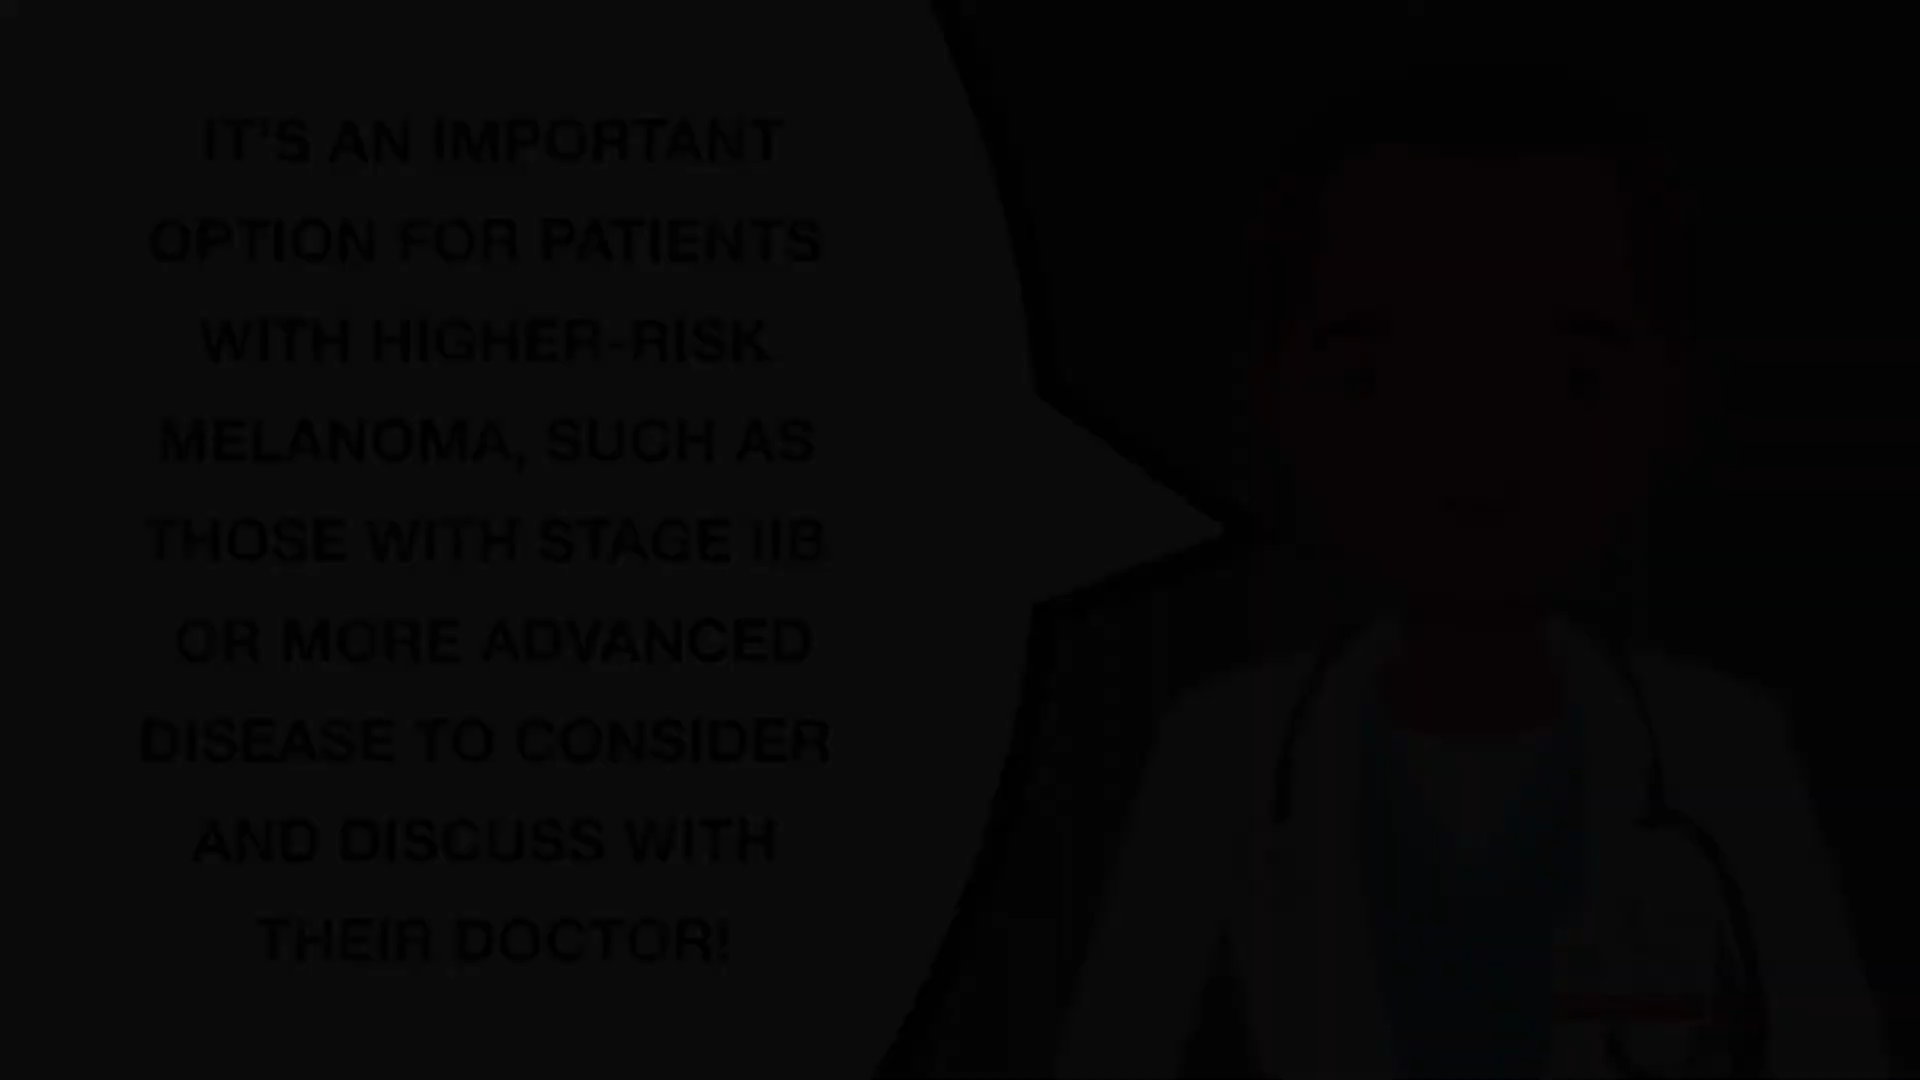 IT'S AN IMPORTANT
OPTION FOR PATIENTS
WITH HIGHER-RISK
MELANOMA, SUCH AS
THOSE WITH STAGE IIB
OR MORE ADVANCED
DISEASE TO CONSIDER
AND DISCUSS WITH
THEIR DOCTOR!